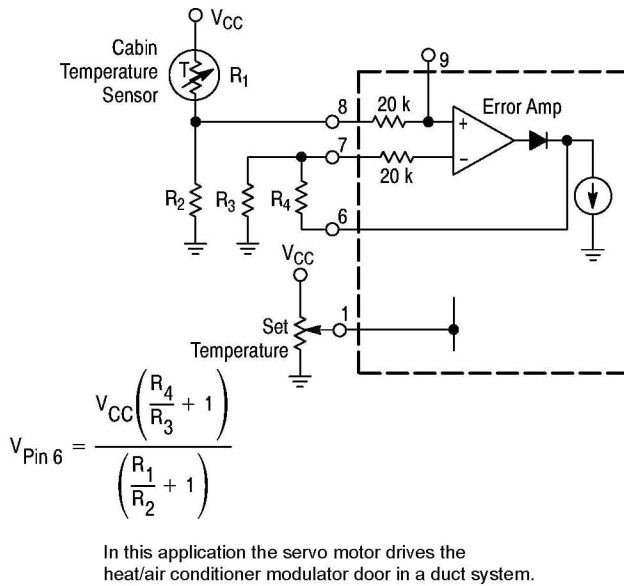 V_CC
Cabin
Temperature
Sensor
T
R_1
9
8
20 k
Error Amp
+
7
−
20 k
R_2
R_3
R_4
6
V_CC
1
Set
Temperature
V_Pin 6 = V_CC(R_4/R_3 + 1) / (R_1/R_2 + 1)
In this application the servo motor drives the
heat/air conditioner modulator door in a duct system.